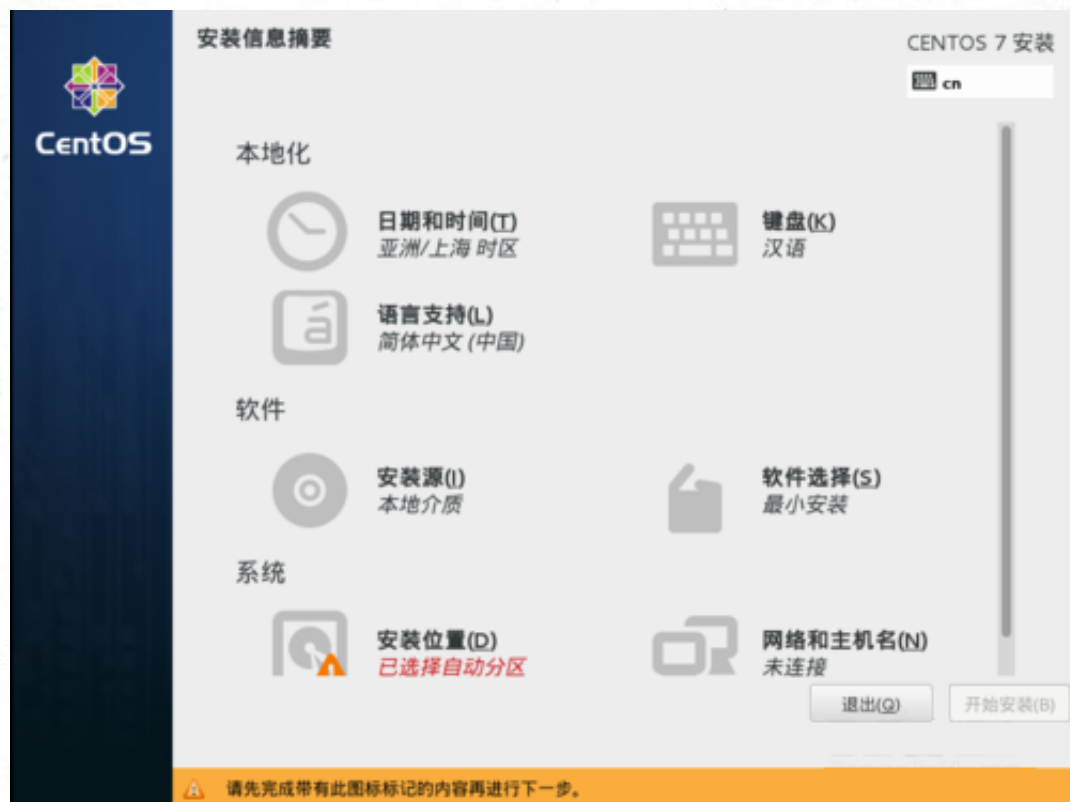 安装信息摘要
CENTOS 7 安装
cn
CentOS
本地化
日期和时间(T)
亚洲/上海 时区
键盘(K)
汉语
语言支持(L)
简体中文 (中国)
软件
安装源(I)
本地介质
软件选择(S)
最小安装
系统
安装位置(D)
已选择自动分区
网络和主机名(N)
未连接
退出(Q)
开始安装(B)
请先完成带有此图标标记的内容再进行下一步。